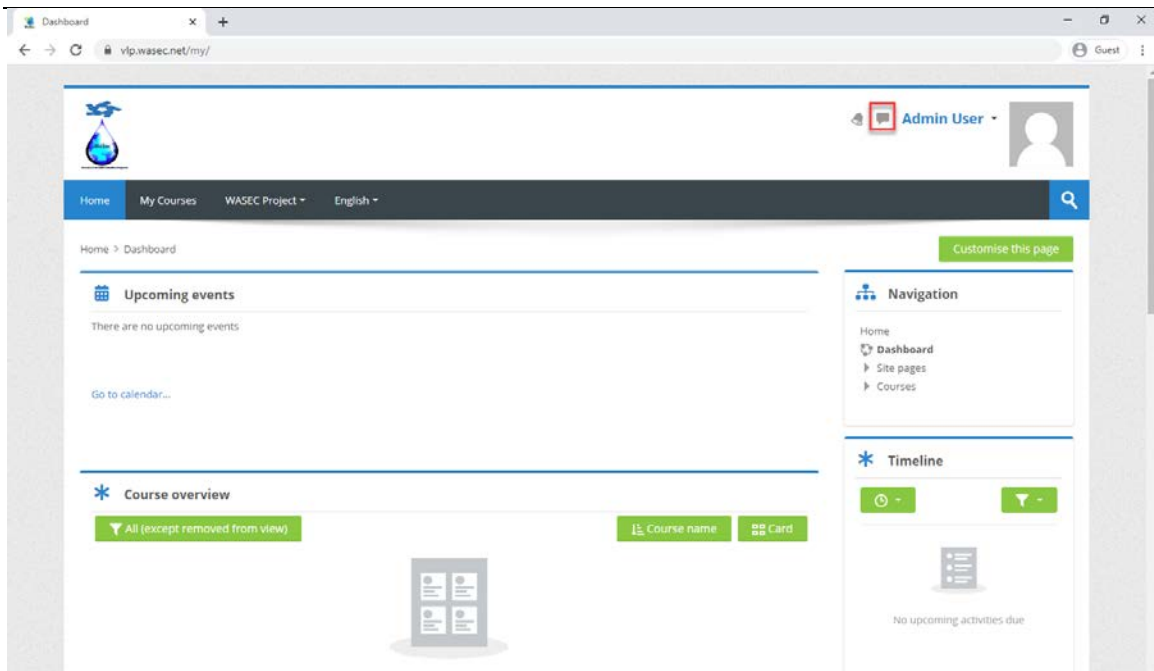 Dashboard
vlp.wasec.net/my/
Guest
Admin User
Home My Courses WASEC Project English
Home > Dashboard
Customise this page
Upcoming events
There are no upcoming events
Go to calendar...
Navigation
Home
Dashboard
Site pages
Courses
Timeline
No upcoming activities due
Course overview
All (except removed from view) Course name Card